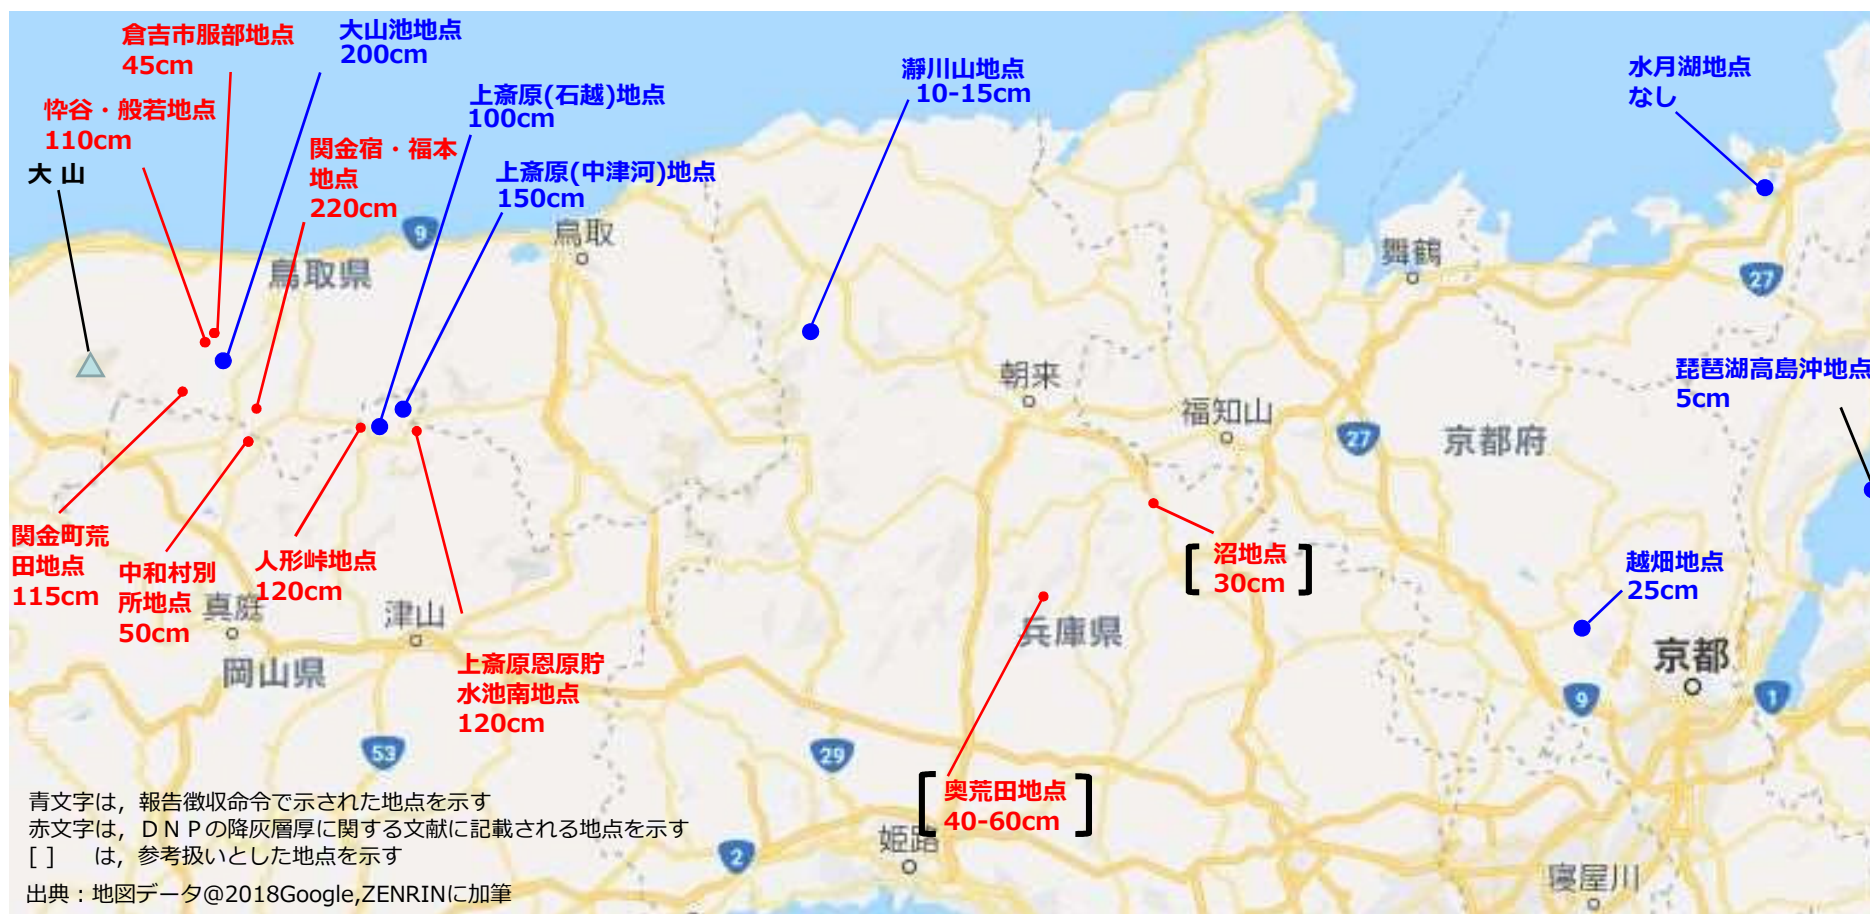 倉吉市服部地点
45cm
大山池地点
200cm
瀞川山地点
10-15cm
水月湖地点
なし
忰谷・般若地点
110cm
上斎原(石越)地点
100cm
関金宿・福本
地点
220cm
大 山
上斎原(中津河)地点
150cm
9
鳥取
鳥取県
舞鶴
27
朝来
福知山
27
京都府
琵琶湖高島沖地点
5cm
関金町荒
田地点
115cm
中和村別
所地点
50cm
人形峠地点
120cm
沼地点
30cm
越畑地点
25cm
真庭
津山
兵庫県
京都
岡山県
上斎原恩原貯
水池南地点
120cm
9
1
53
29
奥荒田地点
40-60cm
姫路
2
寝屋川
青文字は，報告徴収命令で示された地点を示す
赤文字は，ＤＮＰの降灰層厚に関する文献に記載される地点を示す
[ ]　は，参考扱いとした地点を示す
出典：地図データ@2018Google,ZENRINに加筆